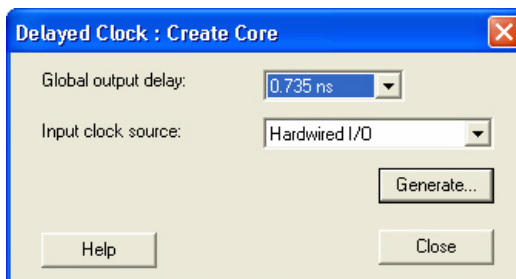 Delayed Clock : Create Core
Global output delay: 0.735 ns
Input clock source: Hardwired I/O
Generate...
Help Close